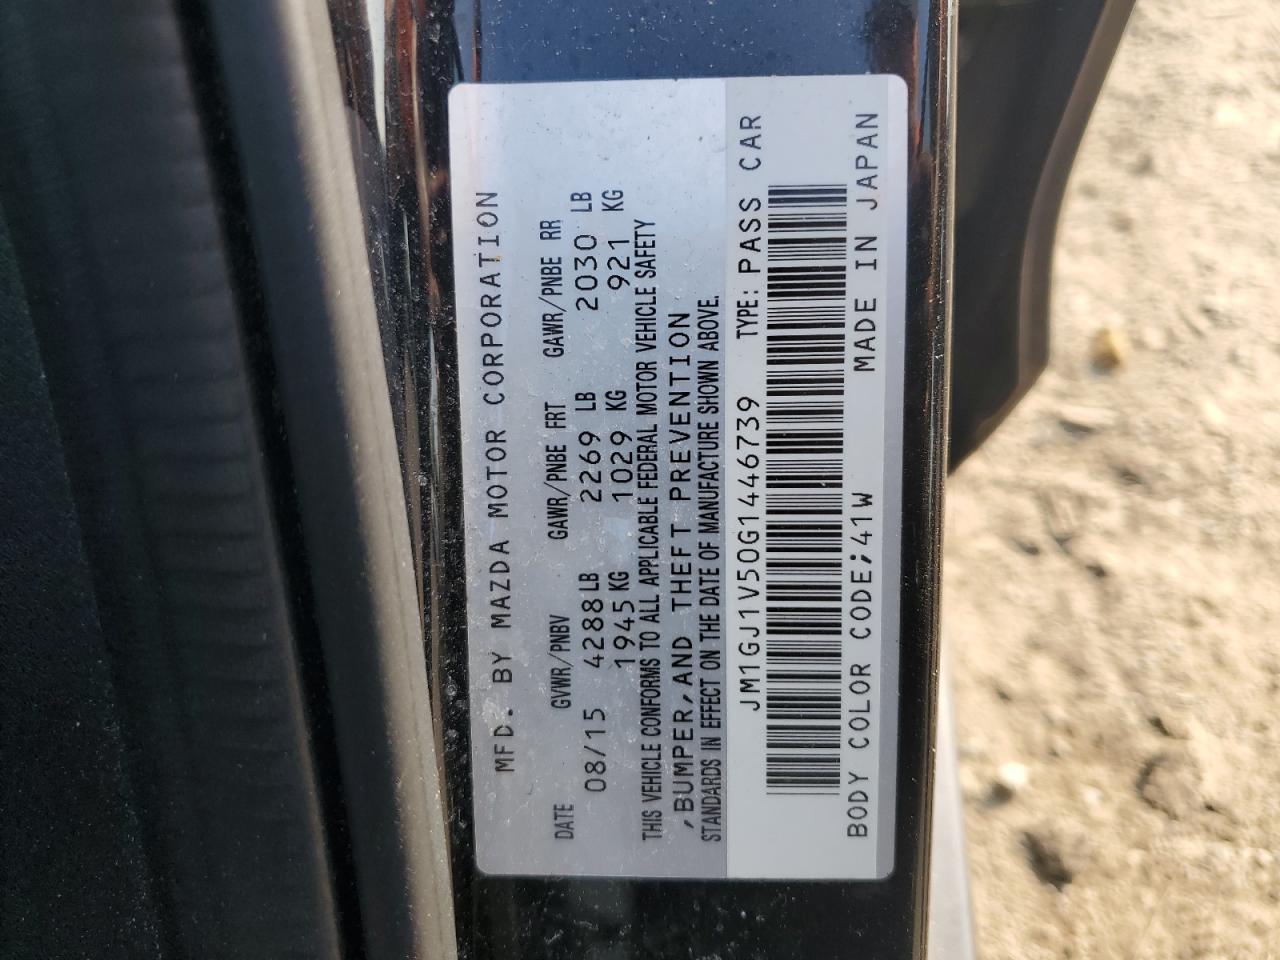 MFD. BY MAZDA MOTOR CORPORATION
DATE GVWR/PNBV GAWR/PNBE FRT GAWR/PNBE RR
08/15 4288 LB 2269 LB 2030 LB
1945 KG 1029 KG 921 KG
THIS VEHICLE CONFORMS TO ALL APPLICABLE FEDERAL MOTOR VEHICLE SAFETY
,BUMPER,AND THEFT PREVENTION
STANDARDS IN EFFECT ON THE DATE OF MANUFACTURE SHOWN ABOVE.
JM1GJ1V50G1446739 TYPE: PASS CAR
BODY COLOR CODE;41W MADE IN JAPAN